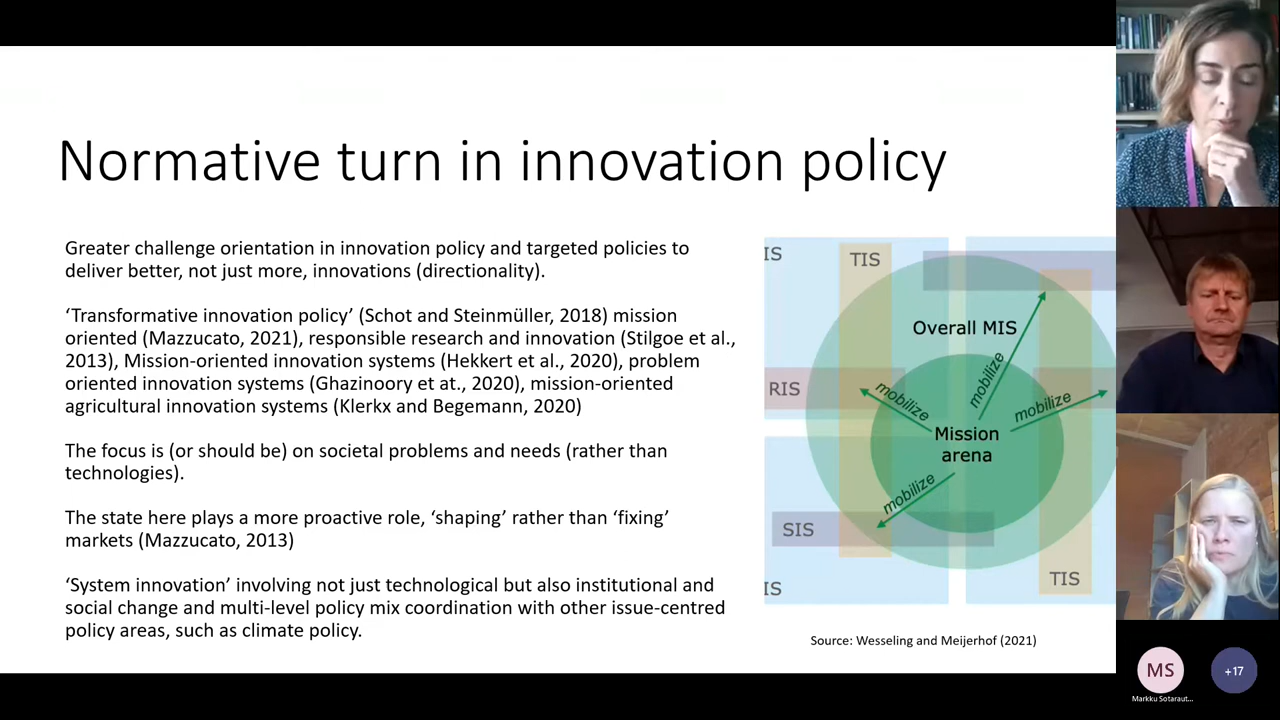 Normative turn in innovation policy
Greater challenge orientation in innovation policy and targeted policies to
deliver better, not just more, innovations (directionality).
‘Transformative innovation policy’ (Schot and Steinmüller, 2018) mission
oriented (Mazzucato, 2021), responsible research and innovation (Stilgoe et al.,
2013), Mission-oriented innovation systems (Hekkert et al., 2020), problem
oriented innovation systems (Ghazinoory et at., 2020), mission-oriented
agricultural innovation systems (Klerkx and Begemann, 2020)
The focus is (or should be) on societal problems and needs (rather than
technologies).
The state here plays a more proactive role, ‘shaping’ rather than ‘fixing’
markets (Mazzucato, 2013)
‘System innovation’ involving not just technological but also institutional and
social change and multi-level policy mix coordination with other issue-centred
policy areas, such as climate policy.
IS
TIS
Overall MIS
mobilize
RIS
mobilize
mobilize
Mission
arena
mobilize
SIS
TIS
IS
Source: Wesseling and Meijerhof (2021)
MS
+17
Markku Sotaraut...